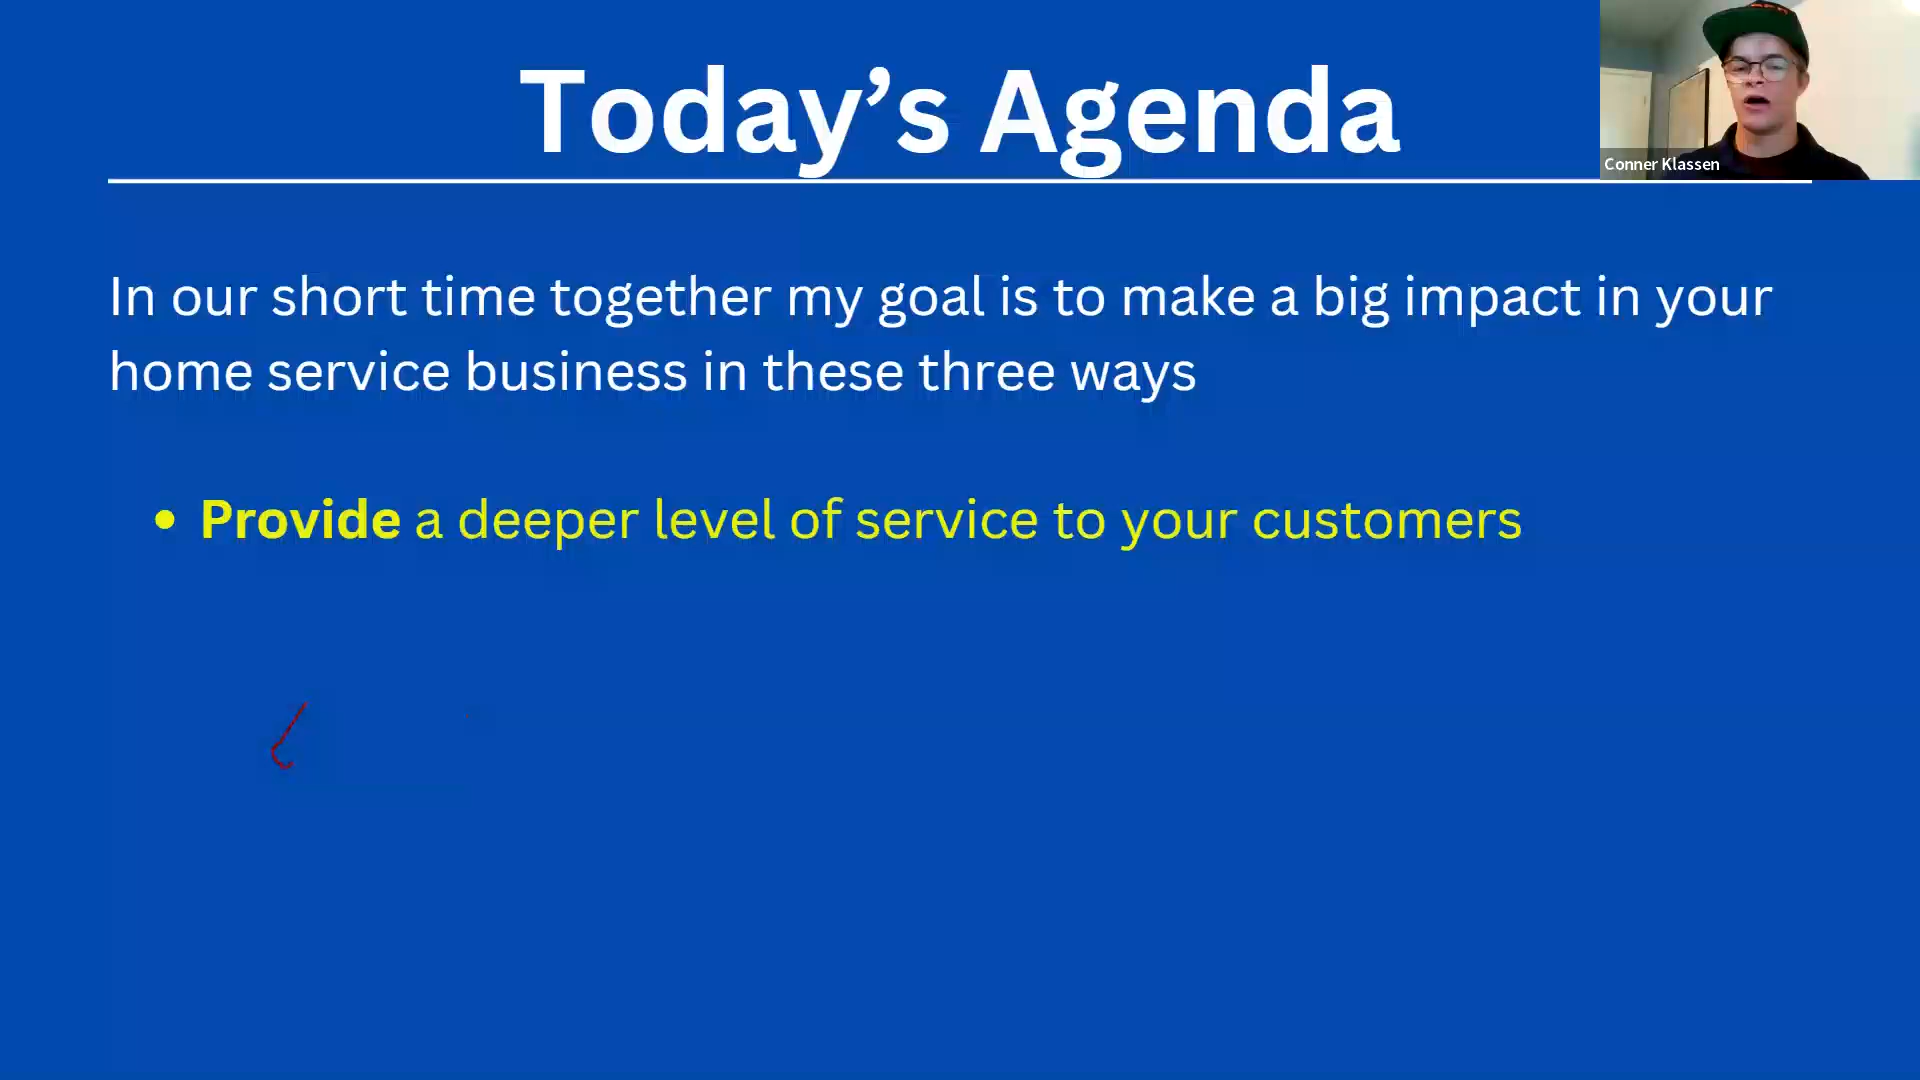 Today’s Agenda
Conner Klassen
In our short time together my goal is to make a big impact in your
home service business in these three ways
• Provide a deeper level of service to your customers